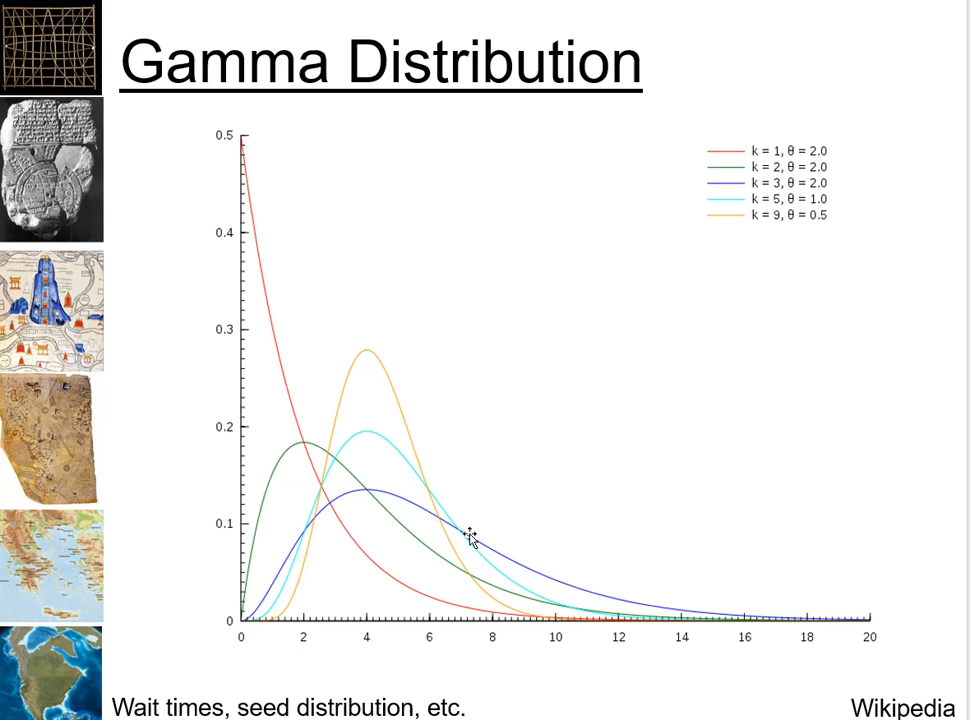 Gamma Distribution
0.5
0.4
0.3
0.2
0.1
0
0 2 4 6 8 10 12 14 16 18 20
k = 1, θ = 2.0
k = 2, θ = 2.0
k = 3, θ = 2.0
k = 5, θ = 1.0
k = 9, θ = 0.5
Wait times, seed distribution, etc.
Wikipedia